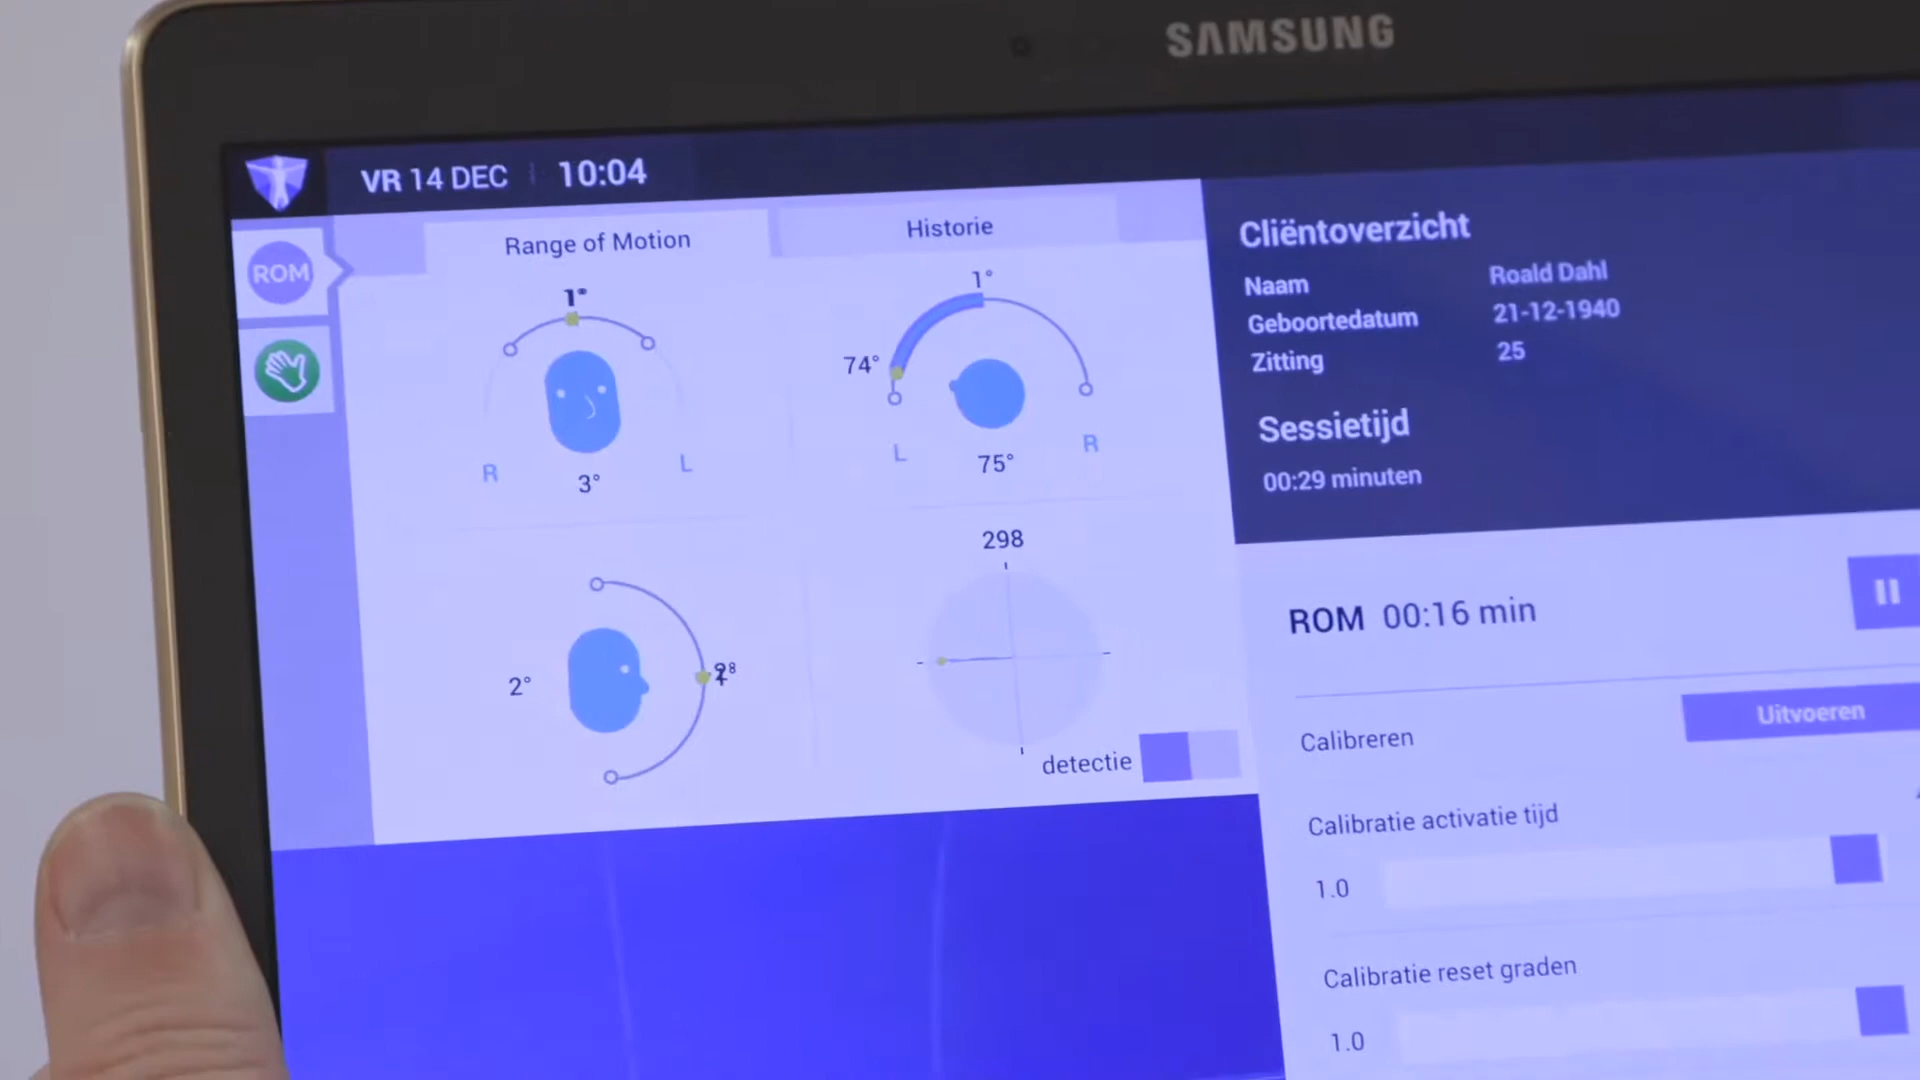 SAMSUNG
VR 14 DEC 10:04
ROM
Range of Motion
Historie
1°
R
L
3°
1°
74°
L
R
75°
2°
298
detectie
Cliëntoverzicht
Naam Roald Dahl
Geboortedatum 21-12-1940
Zitting 25
Sessietijd
00:29 minuten
ROM 00:16 min
Calibreren Uitvoeren
Calibratie activatie tijd
1.0
Calibratie reset graden
1.0